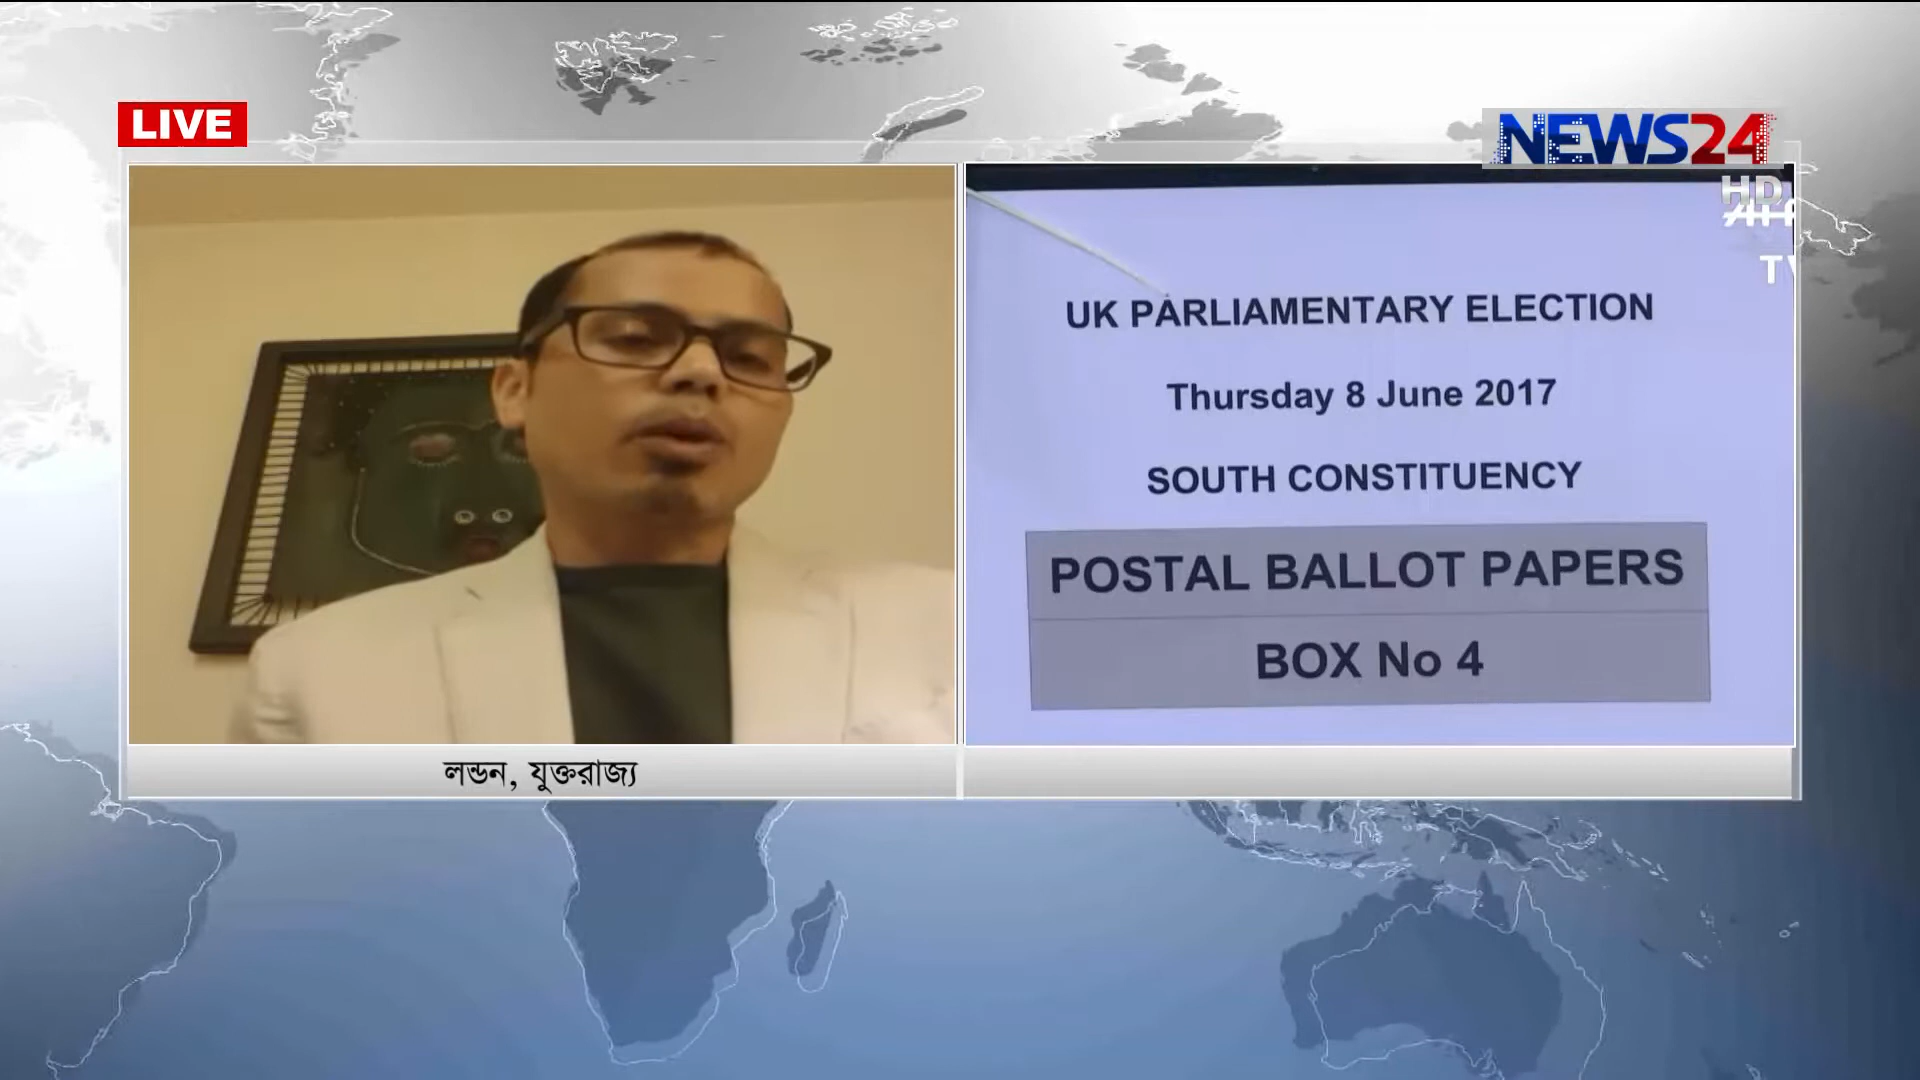 LIVE
NEWS24
HD
UK PARLIAMENTARY ELECTION
Thursday 8 June 2017
SOUTH CONSTITUENCY
POSTAL BALLOT PAPERS
BOX No 4
লন্ডন, যুক্তরাজ্য